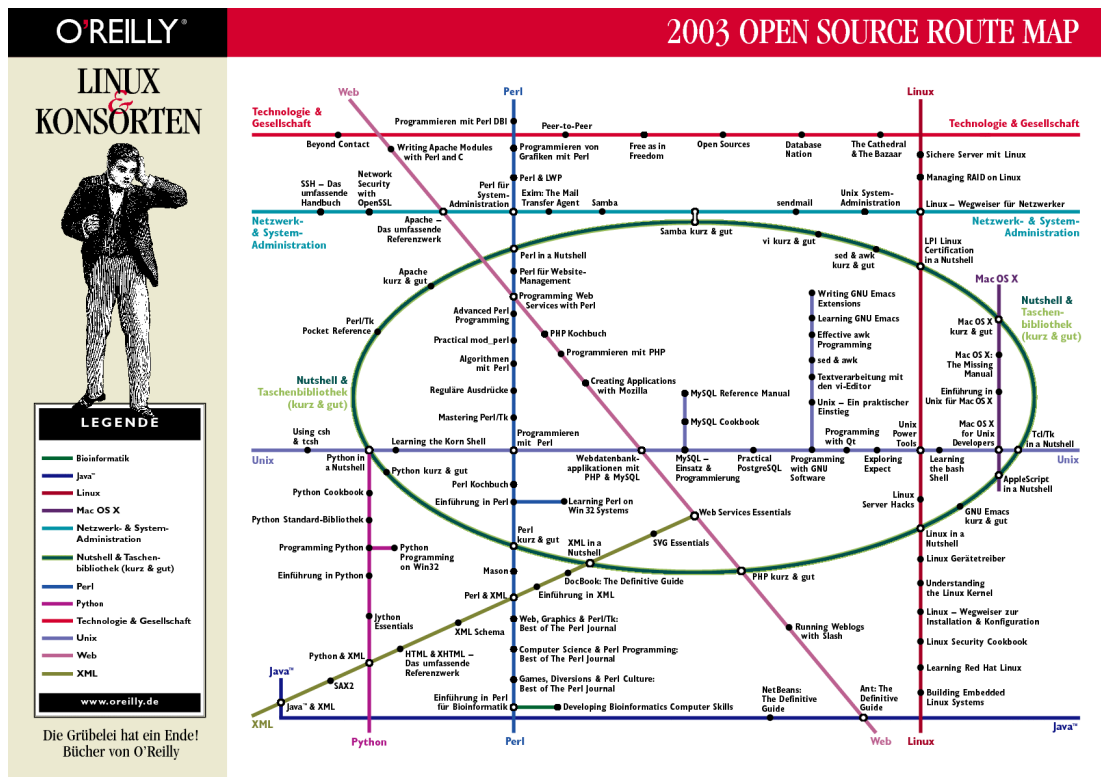 O'REILLY®
2003 OPEN SOURCE ROUTE MAP
LINUX
&
KONSORTEN
LEGENDE
Bioinformatik
Java™
Linux
Mac OS X
Netzwerk- & System-
Administration
Nutshell & Taschen-
bibliothek (kurz & gut)
Perl
Python
Technologie & Gesellschaft
Unix
Web
XML
www.oreilly.de
Die Grübelei hat ein Ende!
Bücher von O'Reilly
Web
Perl
Linux
Technologie &
Gesellschaft
Technologie & Gesellschaft
Programmieren mit Perl DBI
Peer-to-Peer
Beyond Contact
Writing Apache Modules
with Perl and C
Programmieren von
Grafiken mit Perl
Free as in
Freedom
Open Sources
Database
Nation
The Cathedral
& The Bazaar
Sichere Server mit Linux
Managing RAID on Linux
SSH – Das
umfassende
Handbuch
Network
Security
with
OpenSSL
Perl & LWP
Perl für
System-
Administration
Exim: The Mail
Transfer Agent
Samba
sendmail
Unix System-
Administration
Linux – Wegweiser für Netzwerker
Netzwerk-
& System-
Administration
Netzwerk- & System-
Administration
Apache –
Das umfassende
Referenzwerk
Samba kurz & gut
vi kurz & gut
sed & awk
kurz & gut
LPI Linux
Certification
in a Nutshell
Perl in a Nutshell
Apache
kurz & gut
Perl für Website-
Management
Programming Web
Services with Perl
Perl/Tk
Pocket Reference
Advanced Perl
Programming
Practical mod_perl
Algorithmen
mit Perl
Reguläre Ausdrücke
Mastering Perl/Tk
PHP Kochbuch
Programmieren mit PHP
Creating Applications
with Mozilla
MySQL Reference Manual
MySQL Cookbook
Writing GNU Emacs
Extensions
Learning GNU Emacs
Effective awk
Programming
sed & awk
Textverarbeitung mit
den vi-Editor
Unix – Ein praktischer
Einstieg
Mac OS X
Mac OS X
kurz & gut
Mac OS X:
The Missing
Manual
Einführung in
Unix für Mac OS X
Mac OS X
for Unix
Developers
Nutshell &
Taschen-
bibliothek
(kurz & gut)
Nutshell &
Taschenbibliothek
(kurz & gut)
Using csh
& tcsh
Learning the Korn Shell
Programmieren
mit Perl
Programming
with Qt
Unix
Power
Tools
Tcl/Tk
in a Nutshell
Unix
Unix
Python in
a Nutshell
Webdatenbank-
applikationen mit
PHP & MySQL
MySQL –
Einsatz &
Programmierung
Practical
PostgreSQL
Programming
with GNU
Software
Exploring
Expect
Learning
the bash
Shell
Python kurz & gut
Perl Kochbuch
AppleScript
in a Nutshell
Python Cookbook
Einführung in Perl
Learning Perl on
Win 32 Systems
Linux
Server Hacks
GNU Emacs
kurz & gut
Python Standard-Bibliothek
Web Services Essentials
Perl
kurz & gut
SVG Essentials
Linux in a
Nutshell
Programming Python
Python
Programming
on Win32
XML in a
Nutshell
Linux Gerätetreiber
Einführung in Python
Mason
DocBook: The Definitive Guide
PHP kurz & gut
Understanding
the Linux Kernel
Perl & XML
Einführung in XML
Jython
Essentials
XML Schema
Web, Graphics & Perl/Tk:
Best of The Perl Journal
Running Weblogs
with Slash
Linux – Wegweiser zur
Installation & Konfiguration
Linux Security Cookbook
Python & XML
HTML & XHTML –
Das umfassende
Referenzwerk
Computer Science & Perl Programming:
Best of The Perl Journal
Learning Red Hat Linux
Java™
SAX2
Games, Diversions & Perl Culture:
Best of The Perl Journal
Java™ & XML
Einführung in Perl
für Bioinformatik
Developing Bioinformatics Computer Skills
NetBeans:
The Definitive
Guide
Ant: The
Definitive
Guide
Building Embedded
Linux Systems
XML
Java™
Python
Perl
Web
Linux